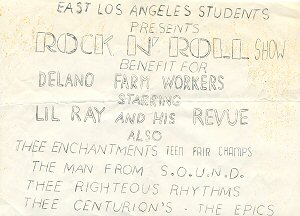 EAST LOS ANGELES STUDENTS
PRESENTS
ROCK N' ROLL SHOW
BENEFIT FOR
DELANO FARM WORKERS
STARRING
LIL RAY AND HIS REVUE
ALSO
THEE ENCHANTMENTS TEEN FAIR CHAMPS
THE MAN FROM S.O.U.N.D.
THEE RIGHTEOUS RHYTHMS
THEE CENTURION'S - THE EPICS